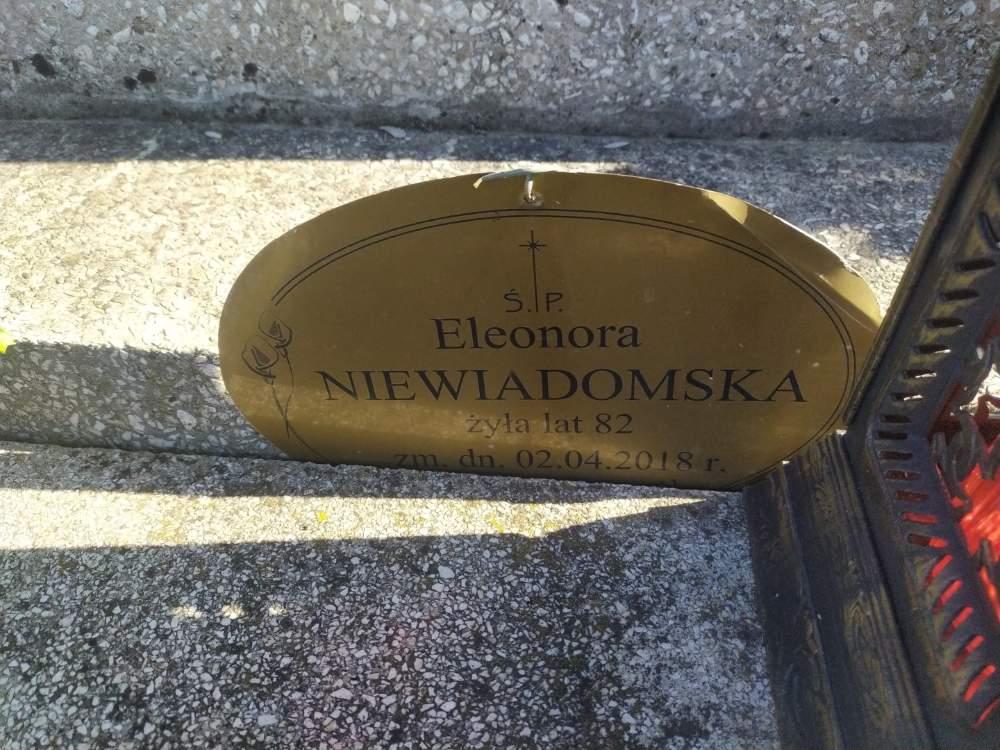 Ś.P.
Eleonora
NIEWIADOMSKA
żyła lat 82
zm. dn. 02.04.2018 r.